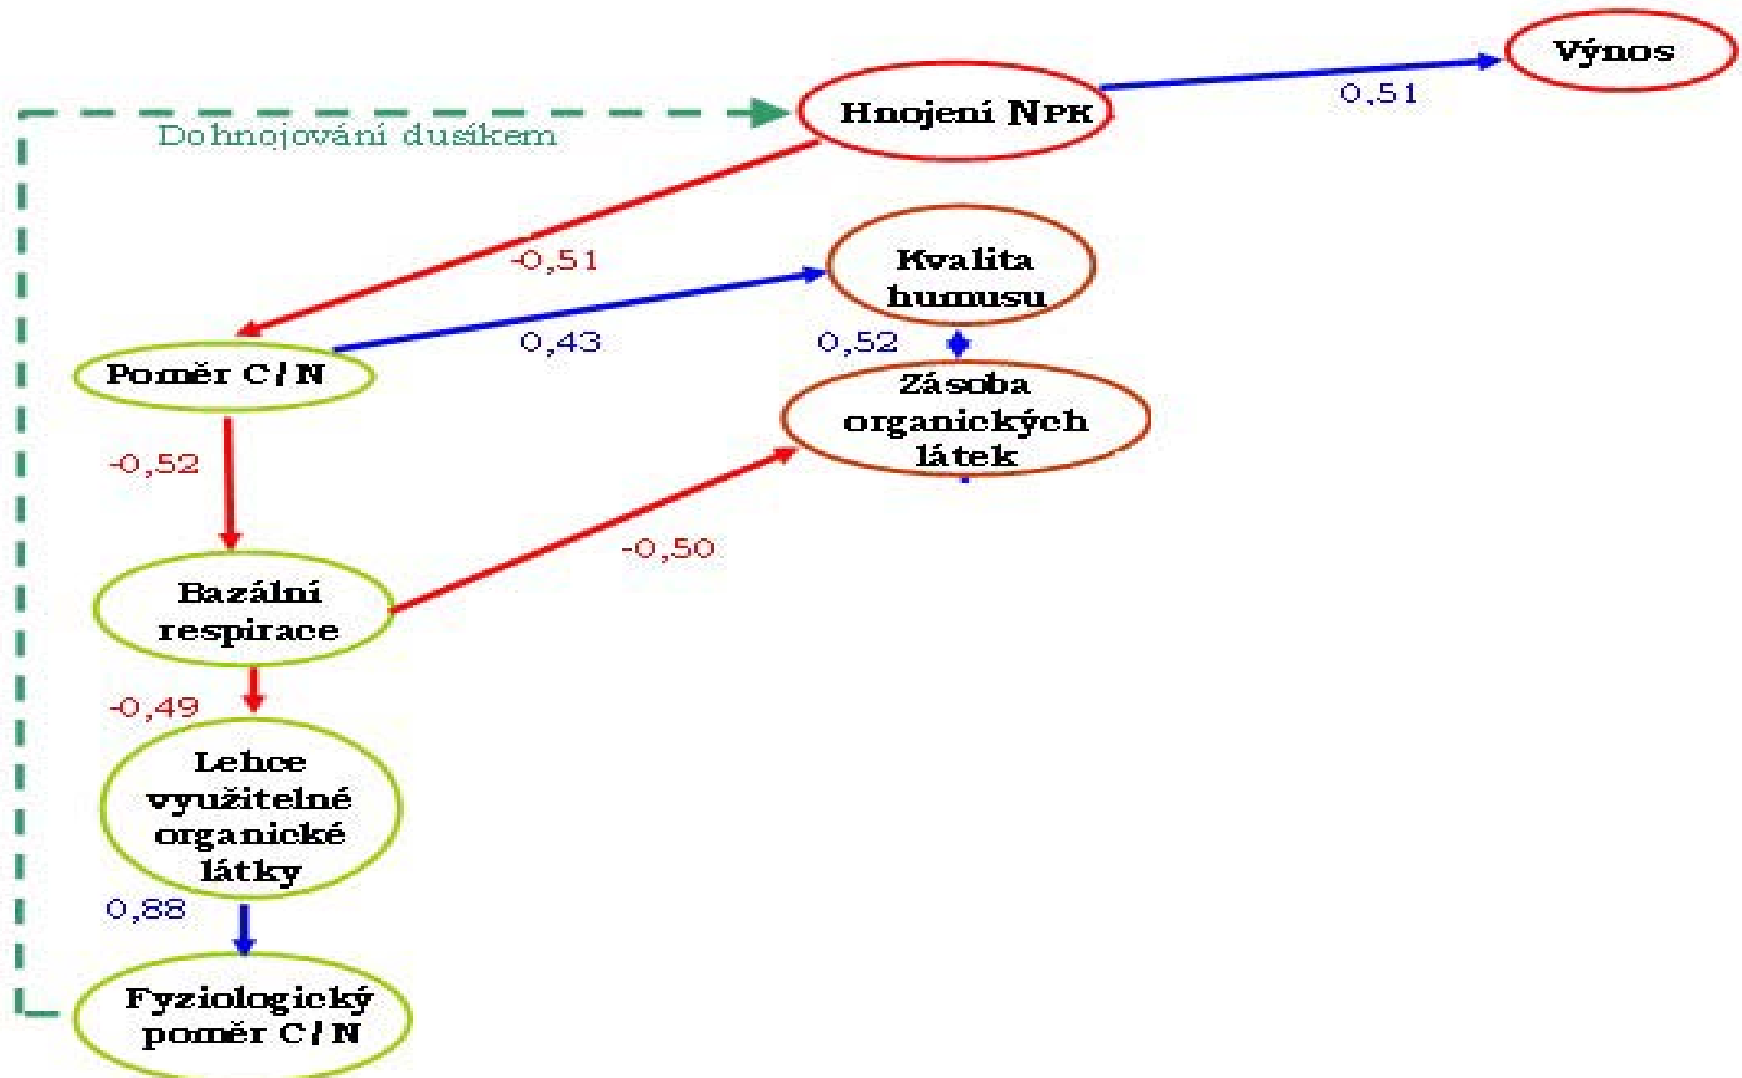 Výnos
0,51
Hnojení NPK
Dohnojování dusíkem
-0,51
Kvalita
humusu
0,43
0,52
Poměr C/N
Zásoba
organických
látek
-0,52
-0,50
Bazální
respirace
-0,49
Lehce
využitelné
organické
látky
0,88
Fyziologický
poměr C/N